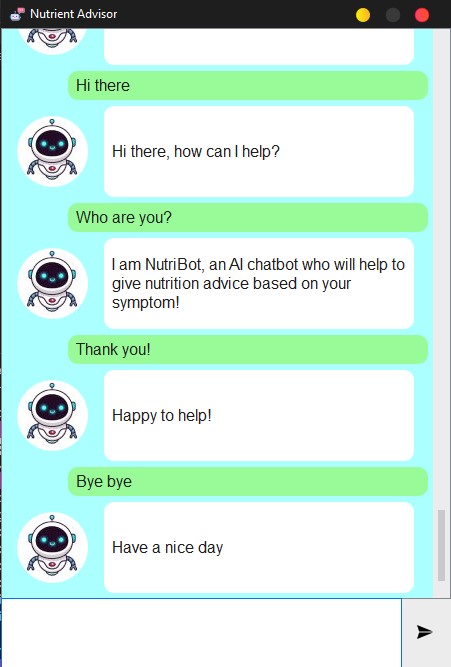 Nutrient Advisor
Hi there
Hi there, how can I help?
Who are you?
I am NutriBot, an AI chatbot who will help to
give nutrition advice based on your
symptom!
Thank you!
Happy to help!
Bye bye
Have a nice day